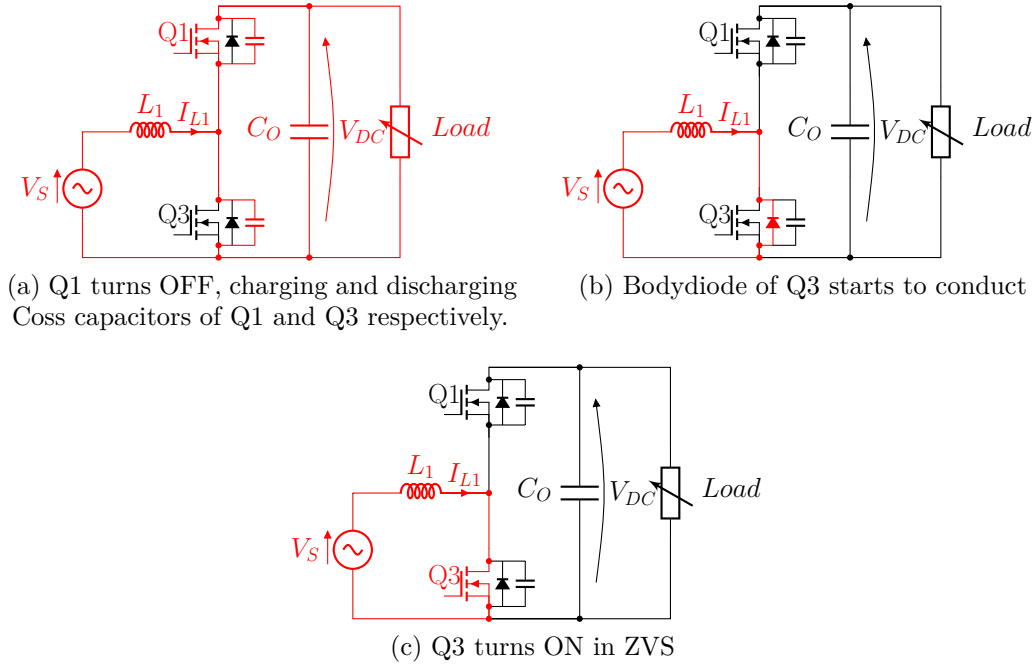 Q1
L1 IL1
CO VDC Load
VS
Q3
(a) Q1 turns OFF, charging and discharging
Coss capacitors of Q1 and Q3 respectively.
Q1
L1 IL1
CO VDC Load
VS
Q3
(b) Bodydiode of Q3 starts to conduct
Q1
L1 IL1
CO VDC Load
VS
Q3
(c) Q3 turns ON in ZVS